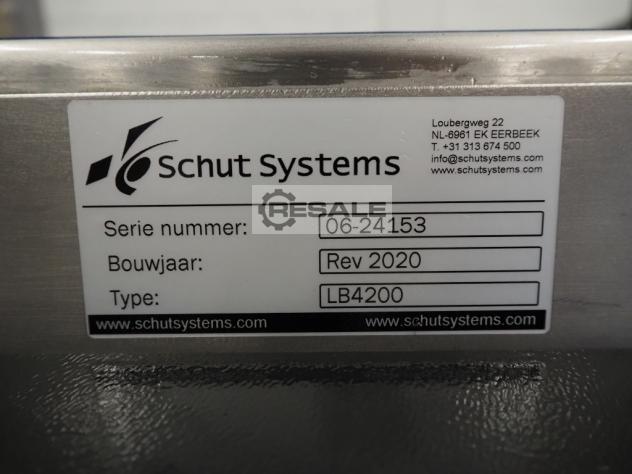 Schut Systems
Loubergweg 22
NL-6961 EK EERBEEK
T. +31 313 674 500
info@schutsystems.com
www.schutsystems.com
RESALE
Serie nummer: 06-24153
Bouwjaar: Rev 2020
Type: LB4200
www.schutsystems.com www.schutsystems.com